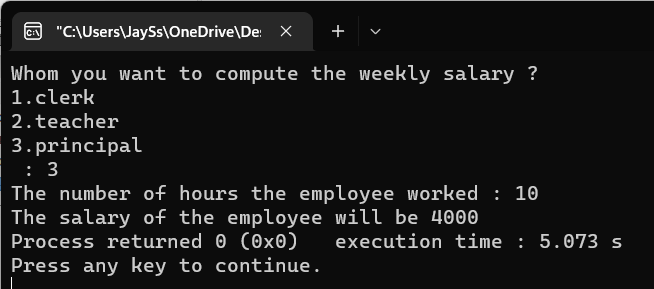 "C:\Users\JaySs\OneDrive\De:
Whom you want to compute the weekly salary ?
1.clerk
2.teacher
3.principal
 : 3
The number of hours the employee worked : 10
The salary of the employee will be 4000
Process returned 0 (0x0)   execution time : 5.073 s
Press any key to continue.